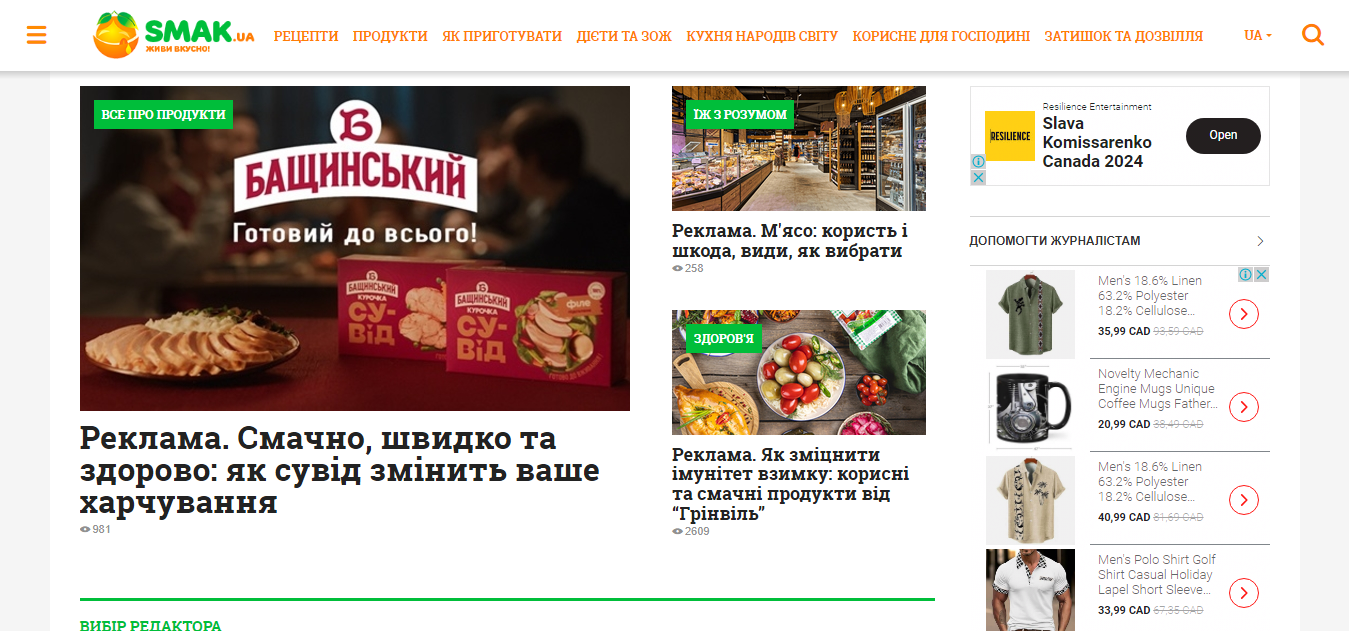 SMAK.UA
ЖИВИ ВКУСНО!
РЕЦЕПТИ ПРОДУКТИ ЯК ПРИГОТУВАТИ ДІЄТИ ТА ЗОЖ КУХНЯ НАРОДІВ СВІТУ КОРИСНЕ ДЛЯ ГОСПОДИНІ ЗАТИШОК ТА ДОЗВІЛЛЯ UA
ВСЕ ПРО ПРОДУКТИ
Б
БАЩИНСЬКИЙ
Готовий до всього!
БАЩИНСЬКИЙ
КУРОЧКА
СУ-
ВІД
БАЩИНСЬКИЙ
КУРОЧКА
СУ-
ВІД
філе
Реклама. Смачно, швидко та
здорово: як сувід змінить ваше
харчування
981
ЇЖ З РОЗУМОМ
Реклама. М'ясо: користь і
шкода, види, як вибрати
258
ЗДОРОВ'Я
Реклама. Як зміцнити
імунітет взимку: корисні
та смачні продукти від
“Грінвіль”
2609
ВИБІР РЕДАКТОРА
Resilience Entertainment
RESILIENCE
Slava
Komissarenko
Canada 2024
Open
ДОПОМОГТИ ЖУРНАЛІСТАМ
Men's 18.6% Linen
63.2% Polyester
18.2% Cellulose...
35,99 CAD 93,59 CAD
Novelty Mechanic
Engine Mugs Unique
Coffee Mugs Father...
20,99 CAD 38,49 CAD
Men's 18.6% Linen
63.2% Polyester
18.2% Cellulose...
40,99 CAD 81,69 CAD
Men's Polo Shirt Golf
Shirt Casual Holiday
Lapel Short Sleeve...
33,99 CAD 67,35 CAD